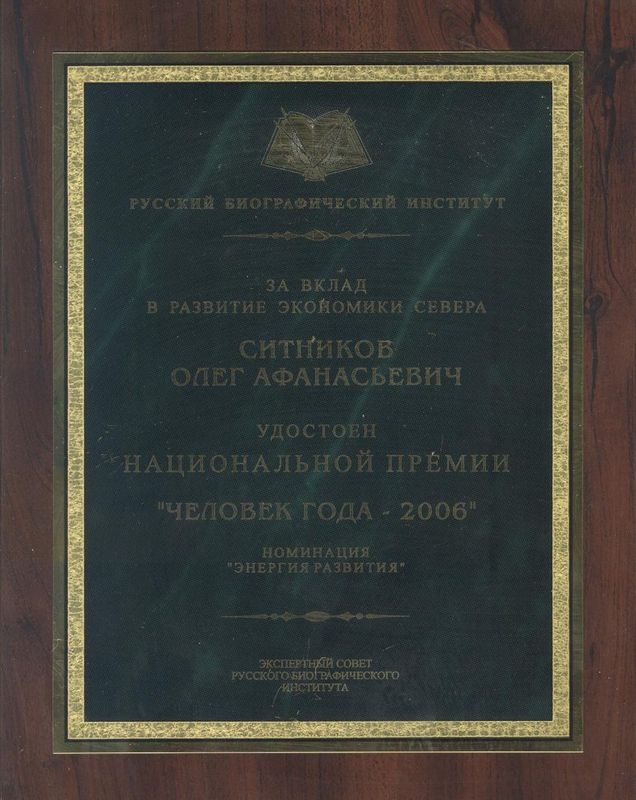 РУССКИЙ БИОГРАФИЧЕСКИЙ ИНСТИТУТ
ЗА ВКЛАД
В РАЗВИТИЕ ЭКОНОМИКИ СЕВЕРА
СИТНИКОВ
ОЛЕГ АФАНАСЬЕВИЧ
УДОСТОЕН
НАЦИОНАЛЬНОЙ ПРЕМИИ
"ЧЕЛОВЕК ГОДА - 2006"
НОМИНАЦИЯ
"ЭНЕРГИЯ РАЗВИТИЯ"
ЭКСПЕРТНЫЙ СОВЕТ
РУССКОГО БИОГРАФИЧЕСКОГО
ИНСТИТУТА